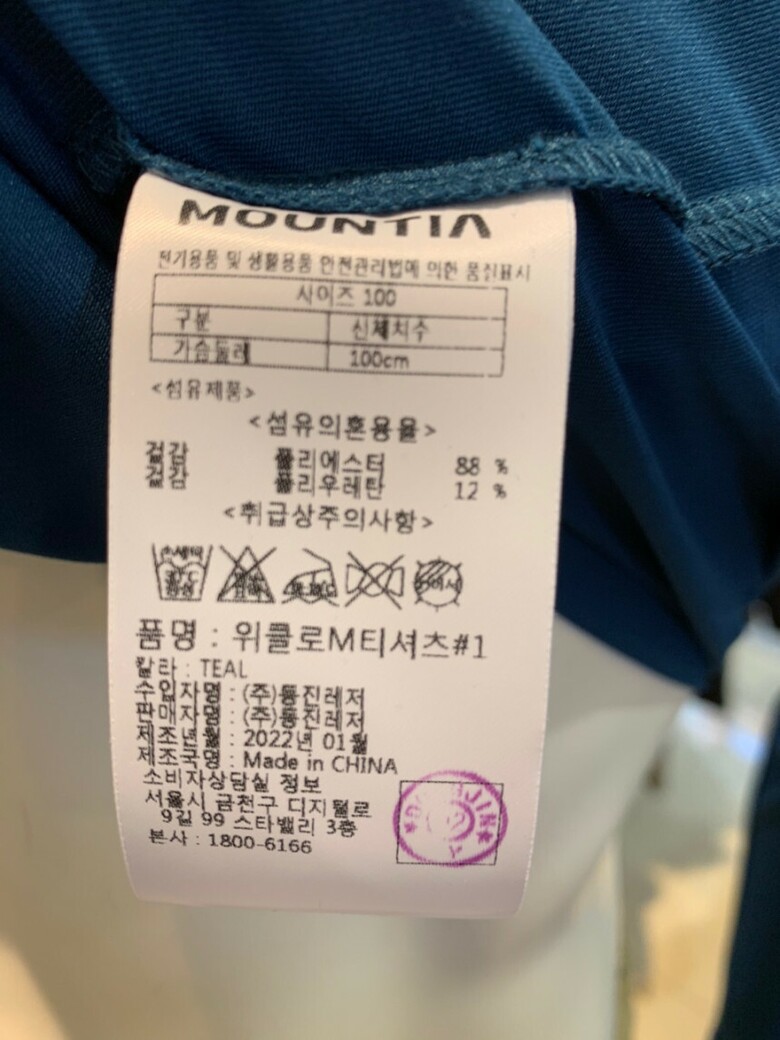 MOUNTIA
전기용품 및 생활용품 안전관리법에 의한 품질표시
사이즈 100
구분 신체치수
가슴둘레 100cm
<섬유제품>
<섬유의혼용율>
겉감 폴리에스터 88 %
겉감 폴리우레탄 12 %
<취급상주의사항>
품명 : 위클로M티셔츠#1
칼라 : TEAL
수입자명 : (주)동진레저
판매자명 : (주)동진레저
제조년월 : 2022년 01월
제조국명 : Made in CHINA
소비자상담실 정보
서울시 금천구 디지털로
9길 99 스타밸리 3층
본사 : 1800-6166